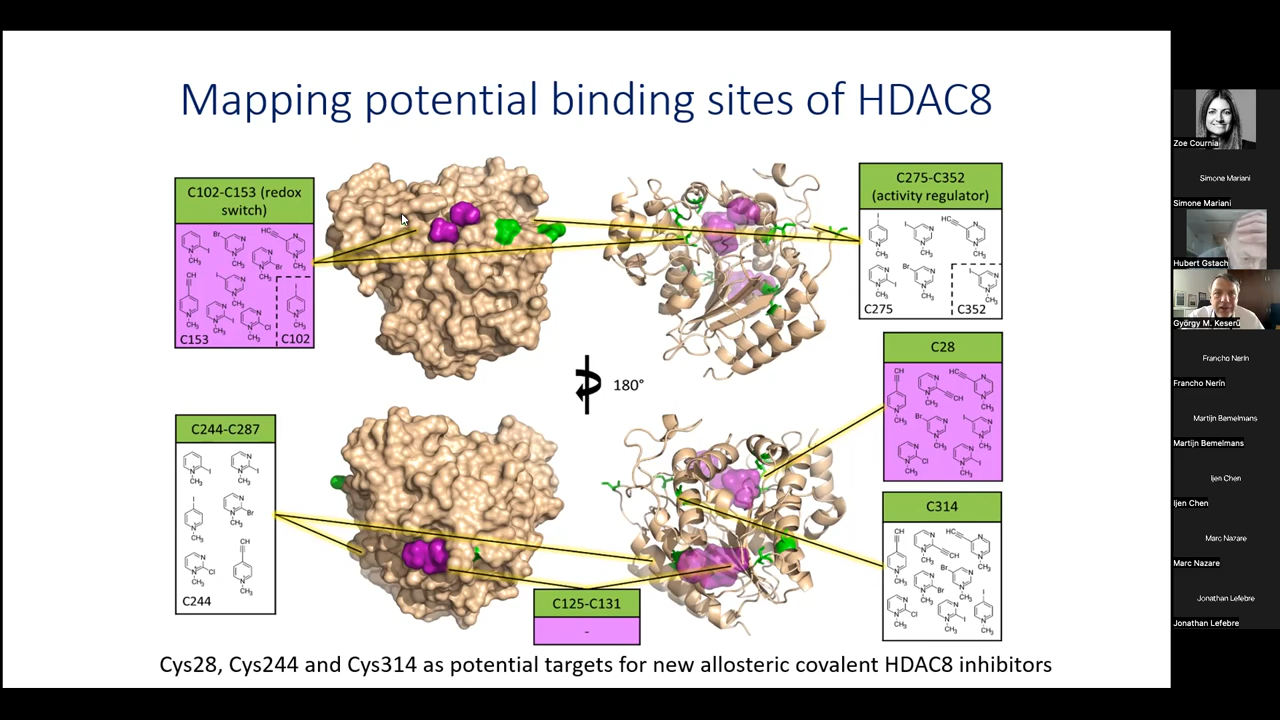 Mapping potential binding sites of HDAC8
C102-C153 (redox
switch)
C153
C102
C275-C352
(activity regulator)
C275
C352
C28
180°
C244-C287
C244
C314
C125-C131
-
Cys28, Cys244 and Cys314 as potential targets for new allosteric covalent HDAC8 inhibitors
Zoe Cournia
Simone Mariani
Simone Mariani
Hubert Gstach
György M. Keserű
Francho Nerín
Francho Nerín
Martijn Bemelmans
Martijn Bemelmans
Ijen Chen
Ijen Chen
Marc Nazare
Marc Nazare
Jonathan Lefebre
Jonathan Lefebre